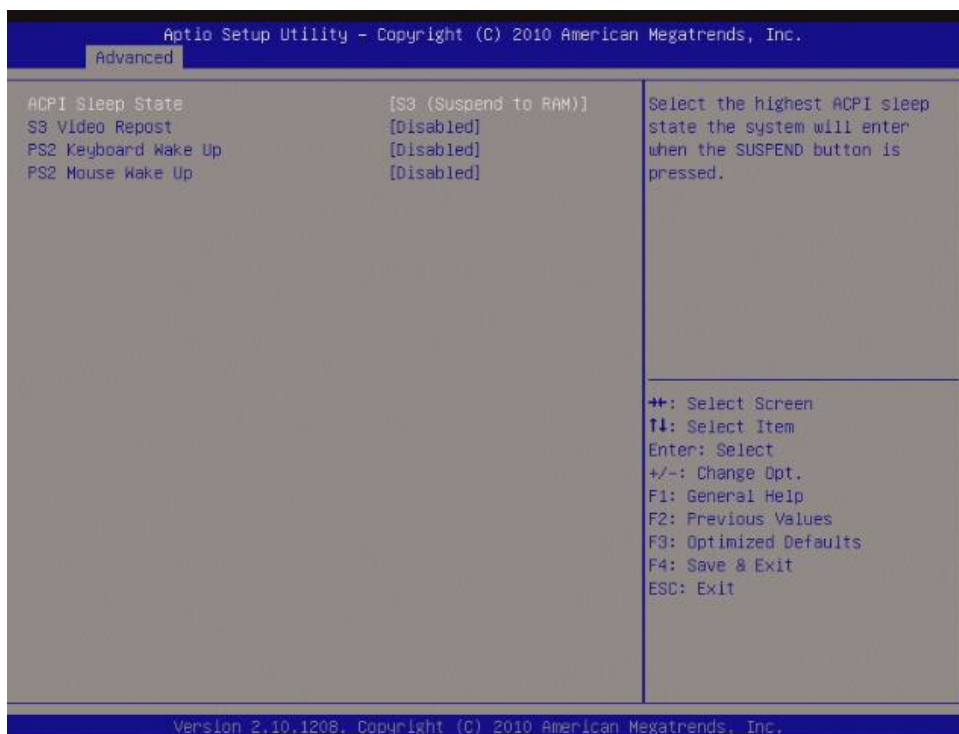 Aptio Setup Utility – Copyright (C) 2010 American Megatrends, Inc.
Advanced
ACPI Sleep State [S3 (Suspend to RAM)]
S3 Video Repost [Disabled]
PS2 Keyboard Wake Up [Disabled]
PS2 Mouse Wake Up [Disabled]
Select the highest ACPI sleep
state the system will enter
when the SUSPEND button is
pressed.
→←: Select Screen
↑↓: Select Item
Enter: Select
+/-: Change Opt.
F1: General Help
F2: Previous Values
F3: Optimized Defaults
F4: Save & Exit
ESC: Exit
Version 2.10.1208. Copyright (C) 2010 American Megatrends, Inc.